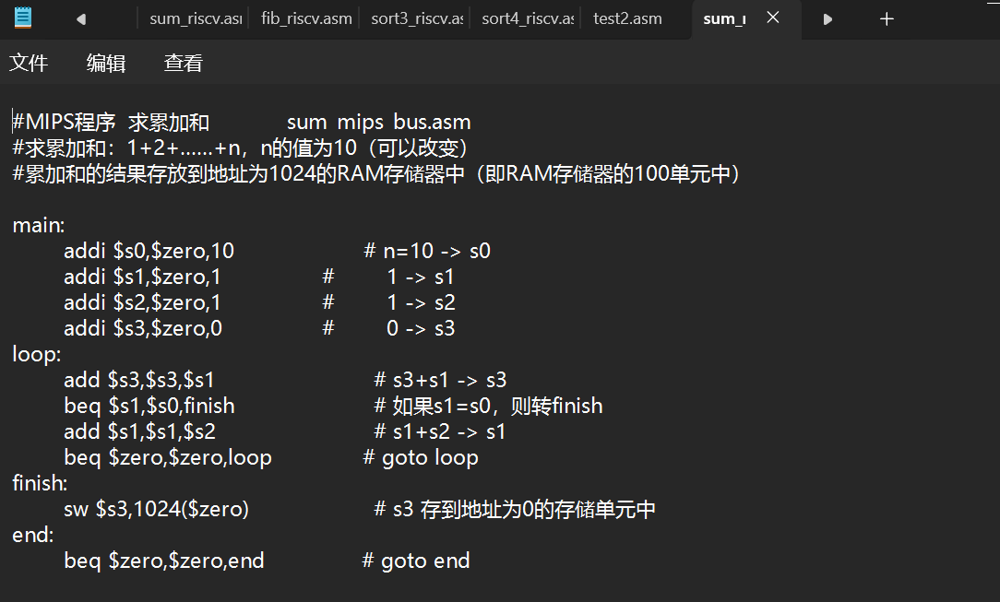 sum_riscv.asi fib_riscv.asm sort3_riscv.as sort4_riscv.as test2.asm sum_
文件 编辑 查看
#MIPS程序 求累加和 sum_mips_bus.asm
#求累加和：1+2+......+n，n的值为10（可以改变）
#累加和的结果存放到地址为1024的RAM存储器中（即RAM存储器的100单元中）
main:
addi $s0,$zero,10 # n=10 -> s0
addi $s1,$zero,1 # 1 -> s1
addi $s2,$zero,1 # 1 -> s2
addi $s3,$zero,0 # 0 -> s3
loop:
add $s3,$s3,$s1 # s3+s1 -> s3
beq $s1,$s0,finish # 如果s1=s0，则转finish
add $s1,$s1,$s2 # s1+s2 -> s1
beq $zero,$zero,loop # goto loop
finish:
sw $s3,1024($zero) # s3 存到地址为0的存储单元中
end:
beq $zero,$zero,end # goto end